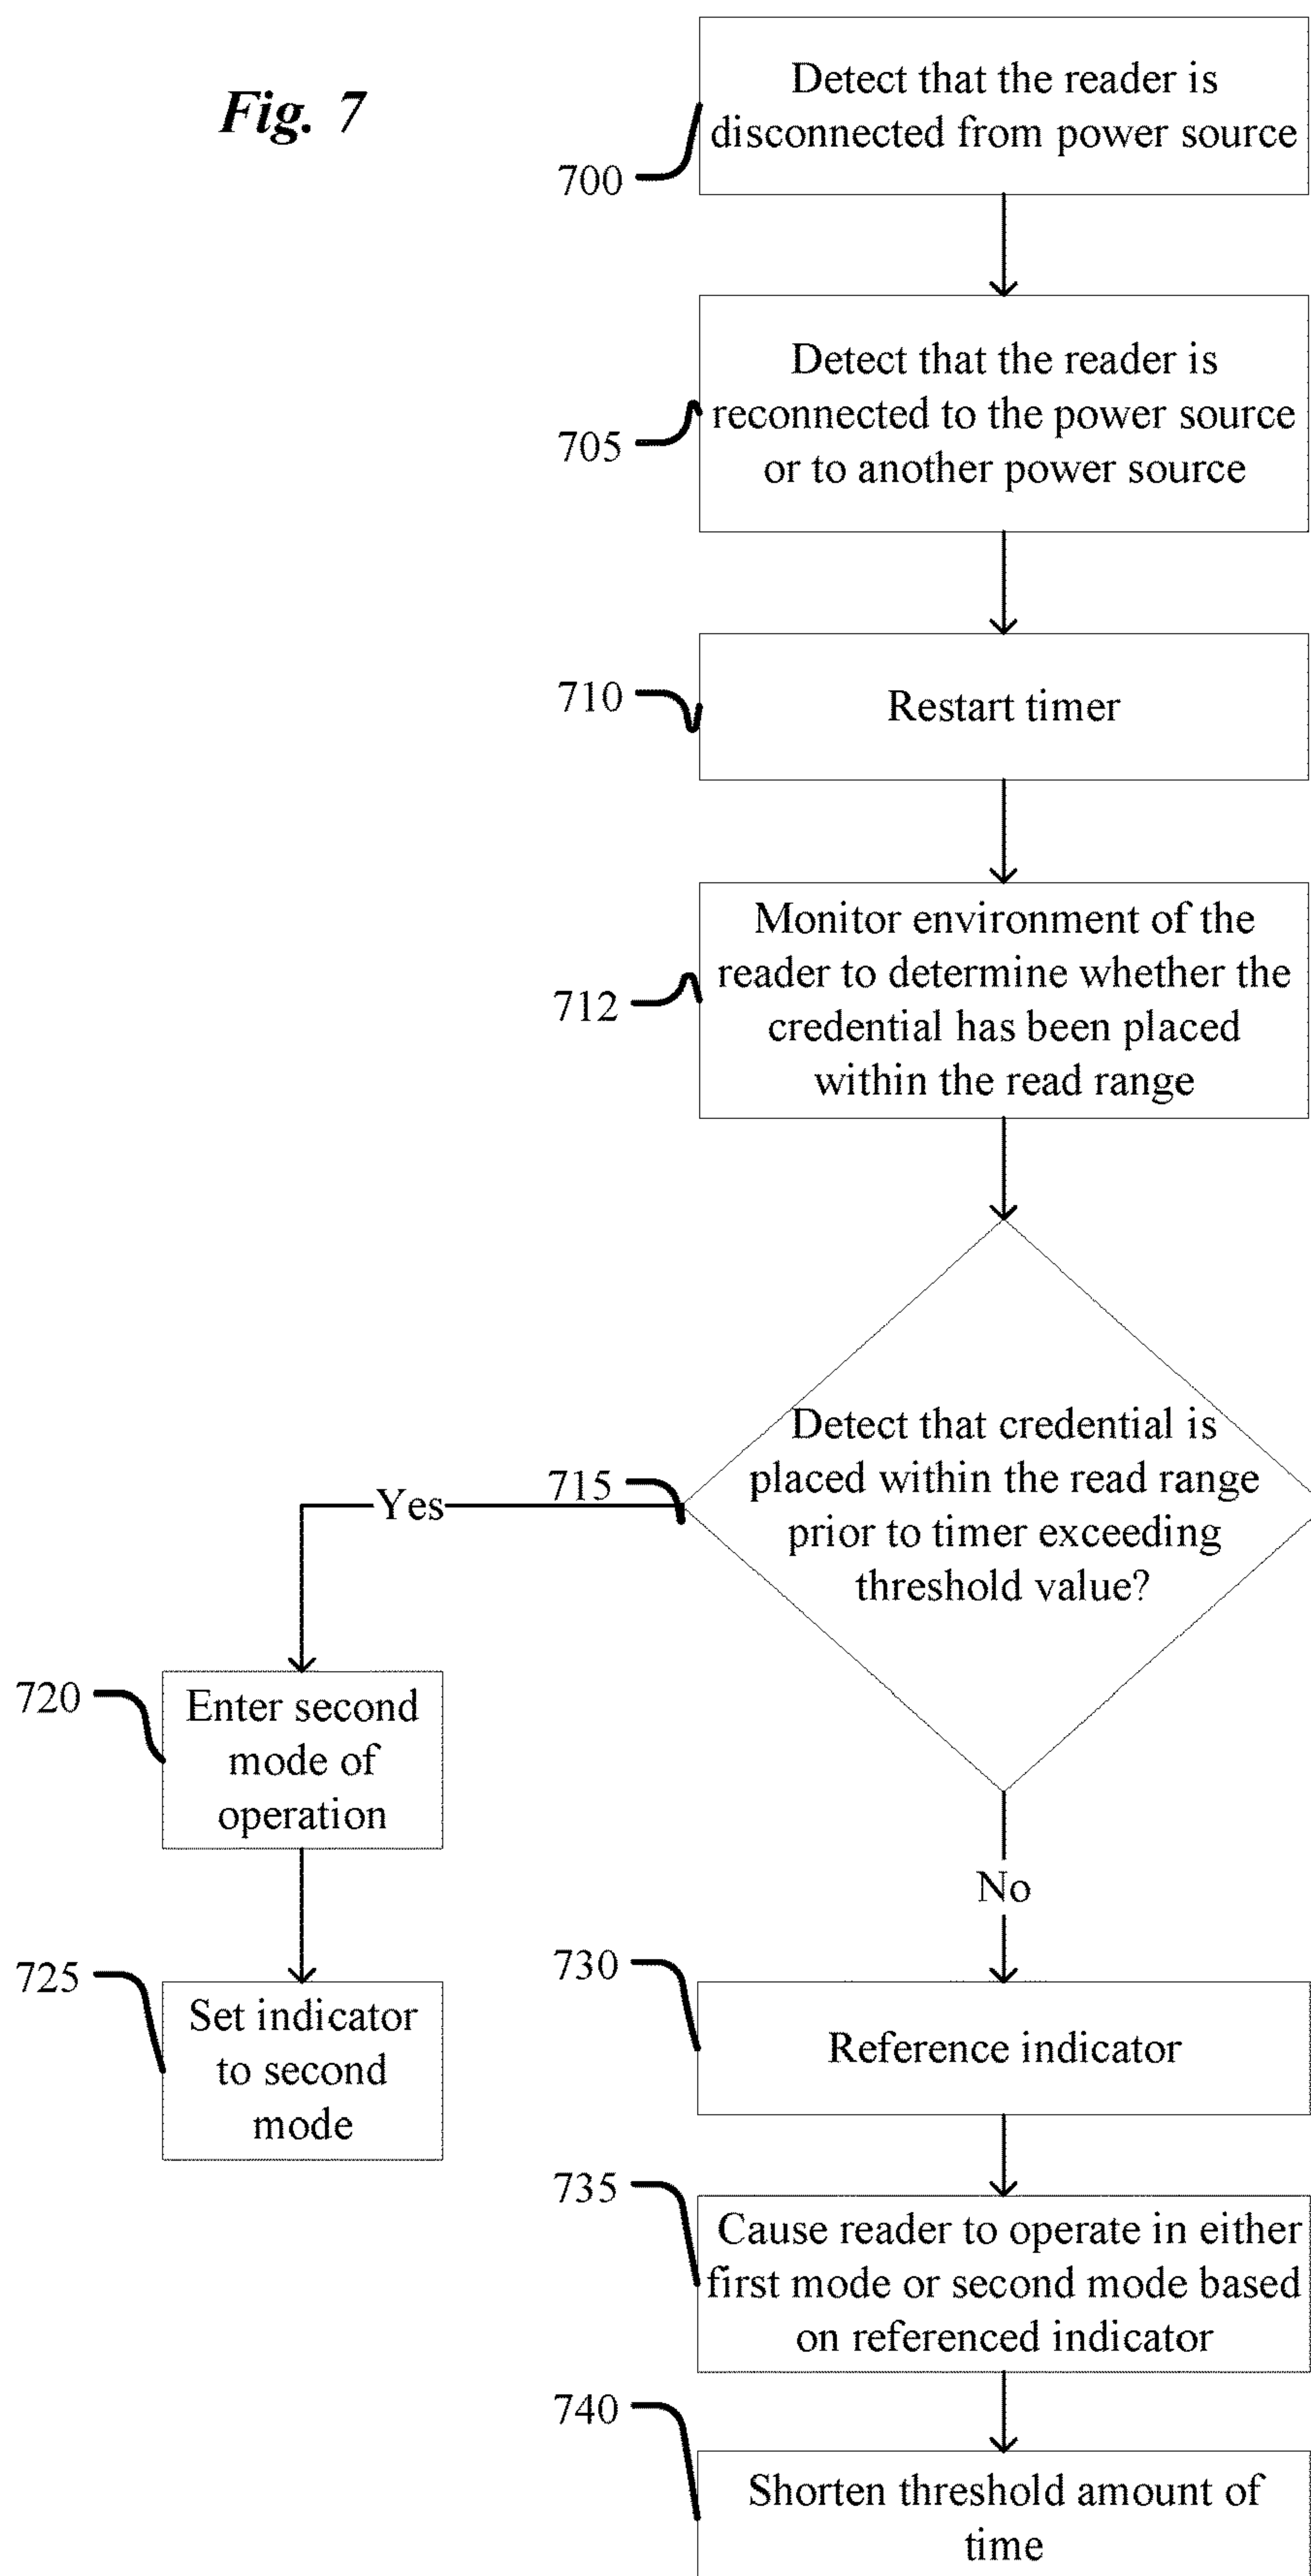 Fig. 7
Detect that the reader is
disconnected from power source
700
Detect that the reader is
reconnected to the power source
or to another power source
705
Restart timer
710
Monitor environment of the
reader to determine whether the
credential has been placed
within the read range
712
Detect that credential is
placed within the read range
prior to timer exceeding
threshold value?
715
Yes
720
Enter second
mode of
operation
725
Set indicator
to second
mode
No
730
Reference indicator
735
Cause reader to operate in either
first mode or second mode based
on referenced indicator
740
Shorten threshold amount of
time